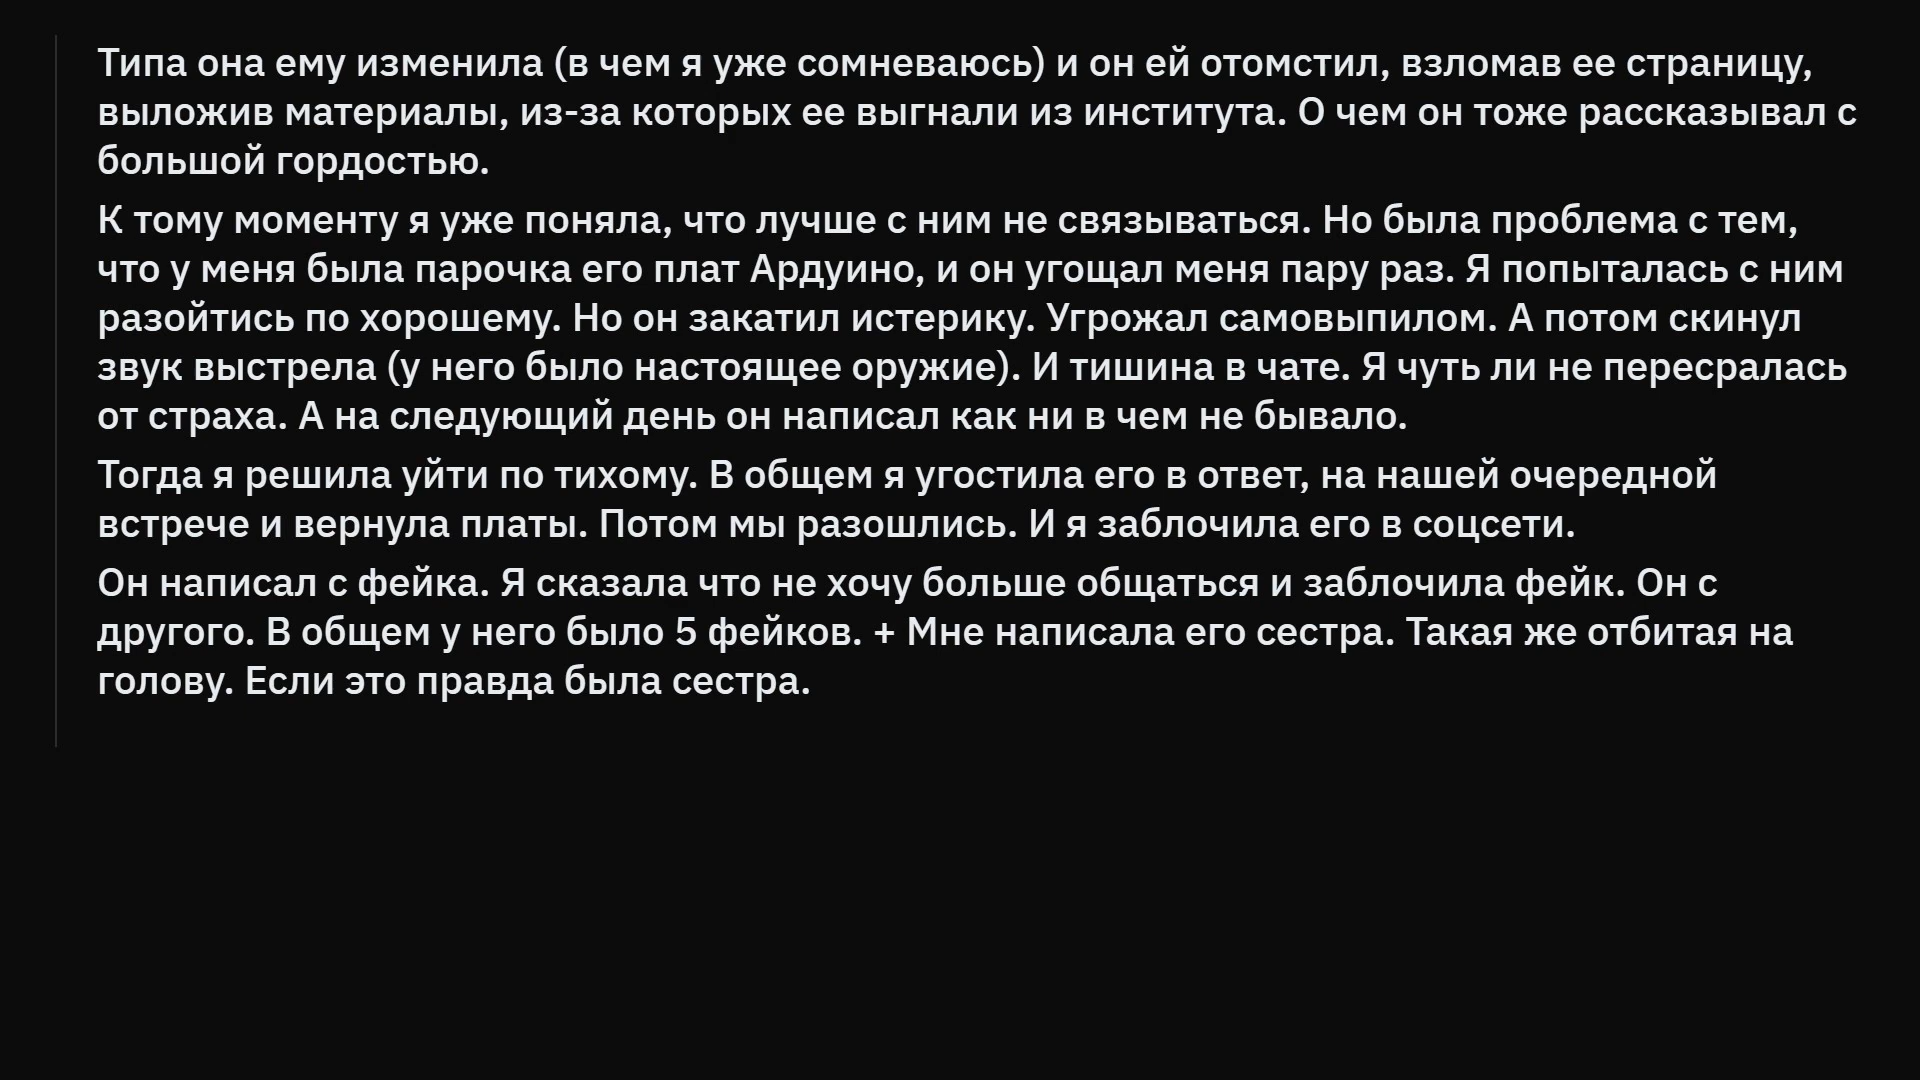 Типа она ему изменила (в чем я уже сомневаюсь) и он ей отомстил, взломав ее страницу,
выложив материалы, из-за которых ее выгнали из института. О чем он тоже рассказывал с
большой гордостью.
К тому моменту я уже поняла, что лучше с ним не связываться. Но была проблема с тем,
что у меня была парочка его плат Ардуино, и он угощал меня пару раз. Я попыталась с ним
разойтись по хорошему. Но он закатил истерику. Угрожал самовыпилом. А потом скинул
звук выстрела (у него было настоящее оружие). И тишина в чате. Я чуть ли не пересралась
от страха. А на следующий день он написал как ни в чем не бывало.
Тогда я решила уйти по тихому. В общем я угостила его в ответ, на нашей очередной
встрече и вернула платы. Потом мы разошлись. И я заблочила его в соцсети.
Он написал с фейка. Я сказала что не хочу больше общаться и заблочила фейк. Он с
другого. В общем у него было 5 фейков. + Мне написала его сестра. Такая же отбитая на
голову. Если это правда была сестра.